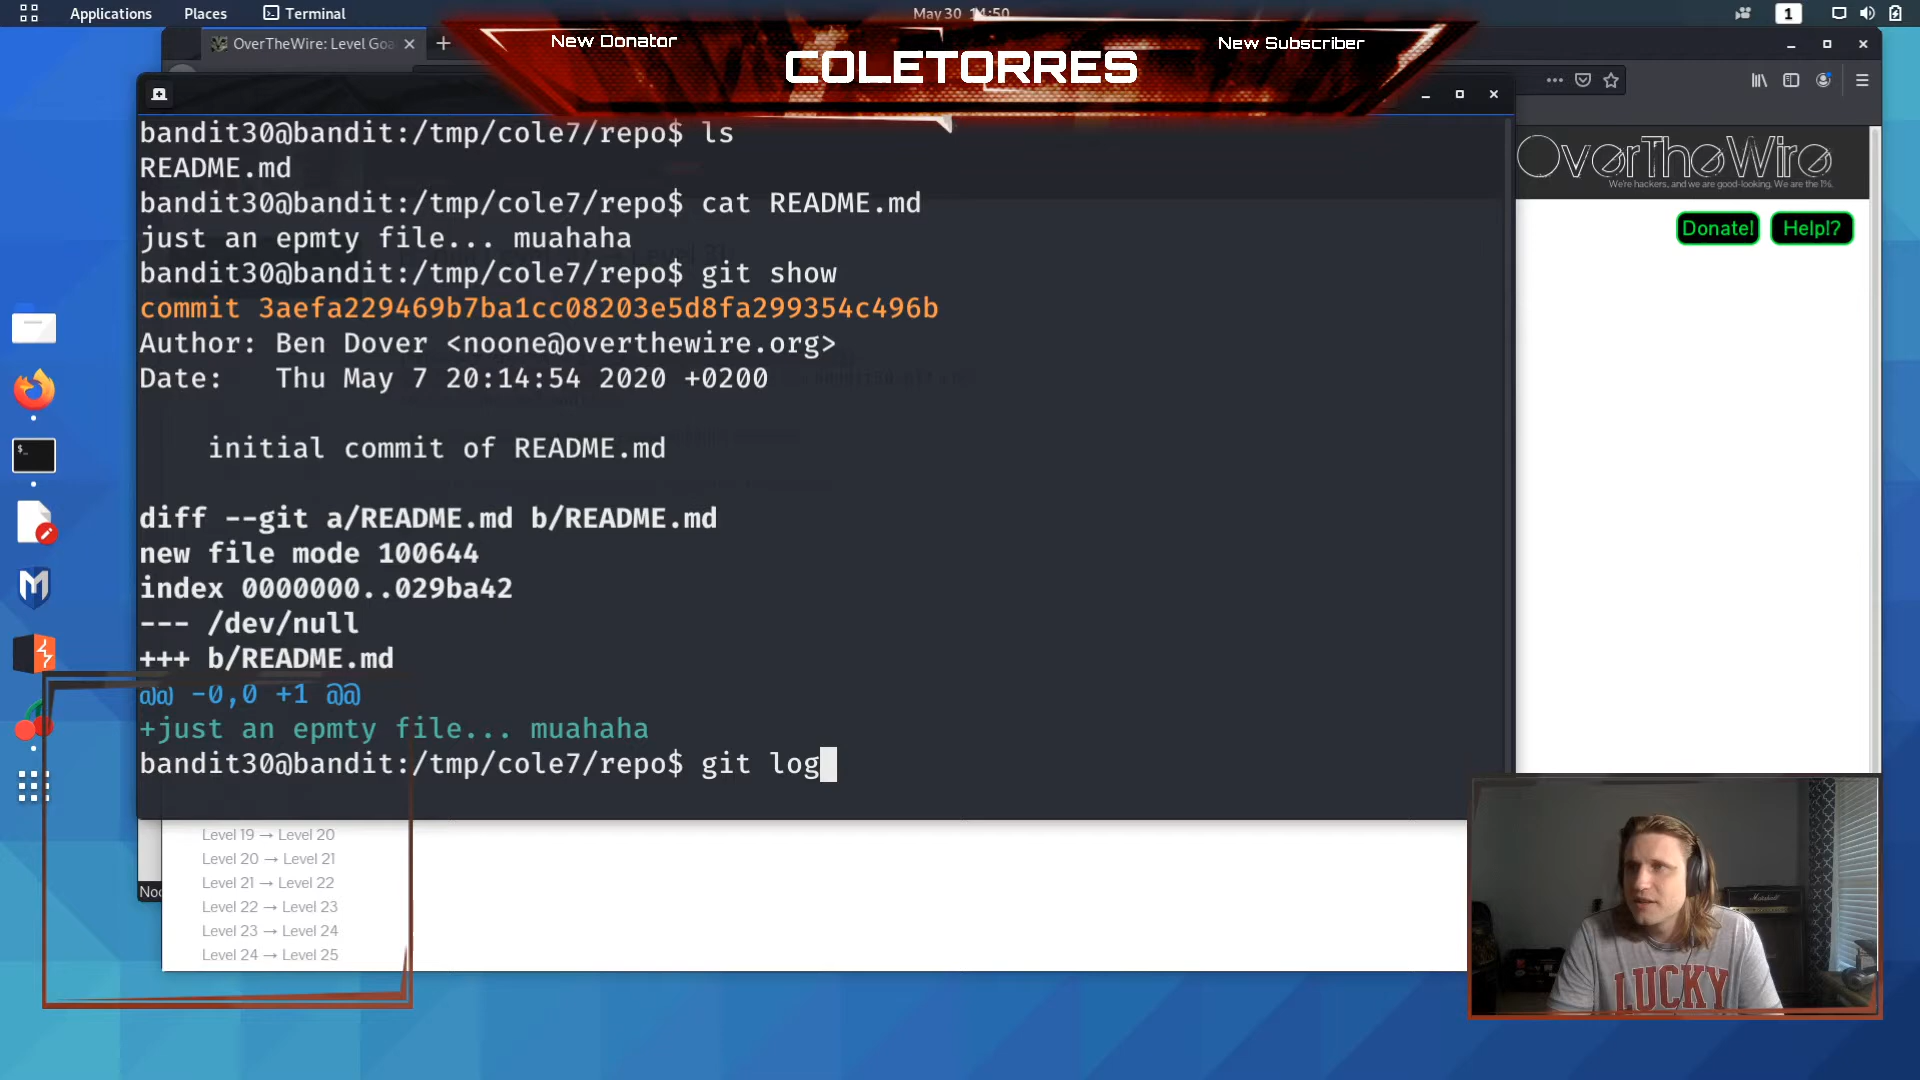 Applications Places Terminal May 30 14:50 1
OverTheWire: Level Goa
New Donator
COLETORRES
New Subscriber
bandit30@bandit:/tmp/cole7/repo$ ls
README.md
bandit30@bandit:/tmp/cole7/repo$ cat README.md
just an epmty file... muahaha
bandit30@bandit:/tmp/cole7/repo$ git show
commit 3aefa229469b7ba1cc08203e5d8fa299354c496b
Author: Ben Dover <noone@overthewire.org>
Date:   Thu May 7 20:14:54 2020 +0200
initial commit of README.md
diff --git a/README.md b/README.md
new file mode 100644
index 0000000..029ba42
--- /dev/null
+++ b/README.md
@@ -0,0 +1 @@
+just an epmty file... muahaha
bandit30@bandit:/tmp/cole7/repo$ git log
OverTheWire
We're hackers, and we are good-looking. We are the 1%.
Donate! Help!?
Level 19 → Level 20
Level 20 → Level 21
Level 21 → Level 22
Level 22 → Level 23
Level 23 → Level 24
Level 24 → Level 25
Marshall
LUCKY